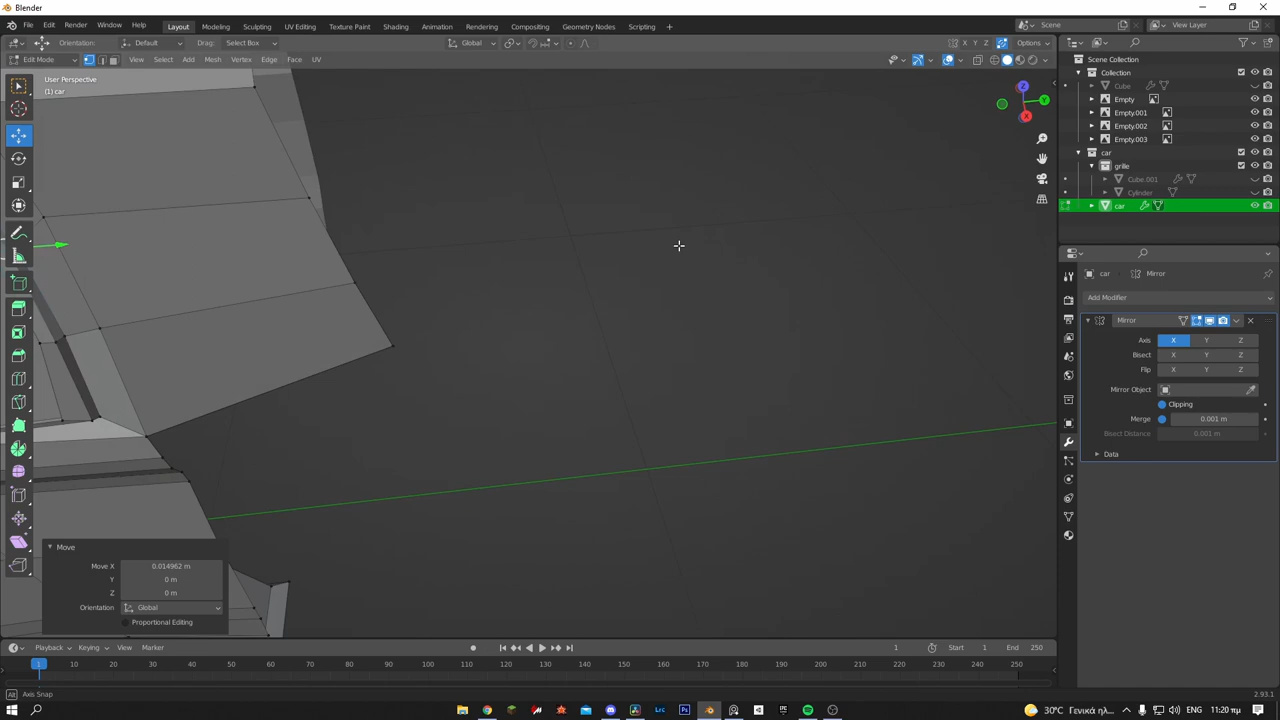 Blender
File Edit Render Window Help Layout Modeling Sculpting UV Editing Texture Paint Shading Animation Rendering Compositing Geometry Nodes Scripting + Scene View Layer
Orientation: Default Drag: Select Box Global X Y Z Options
Edit Mode View Select Add Mesh Vertex Edge Face UV
User Perspective
(1) car
Z
Y
X
Scene Collection
Collection
Cube
Empty
Empty.001
Empty.002
Empty.003
car
grille
Cube.001
Cylinder
car
car Mirror
Add Modifier
Mirror
Axis X Y Z
Bisect X Y Z
Flip X Y Z
Mirror Object
Clipping
Merge 0.001 m
Bisect Distance 0.001 m
Data
Move
Move X 0.014962 m
Y 0 m
Z 0 m
Orientation Global
Proportional Editing
Playback Keying View Marker 1 Start 1 End 250
1 10 20 30 40 50 60 70 80 90 100 110 120 130 140 150 160 170 180 190 200 210 220 230 240 250
Alt Axis Snap 2.93.1
Lrc Ps EPIC 30°C Γενικά ηλ... 11:20 πμ